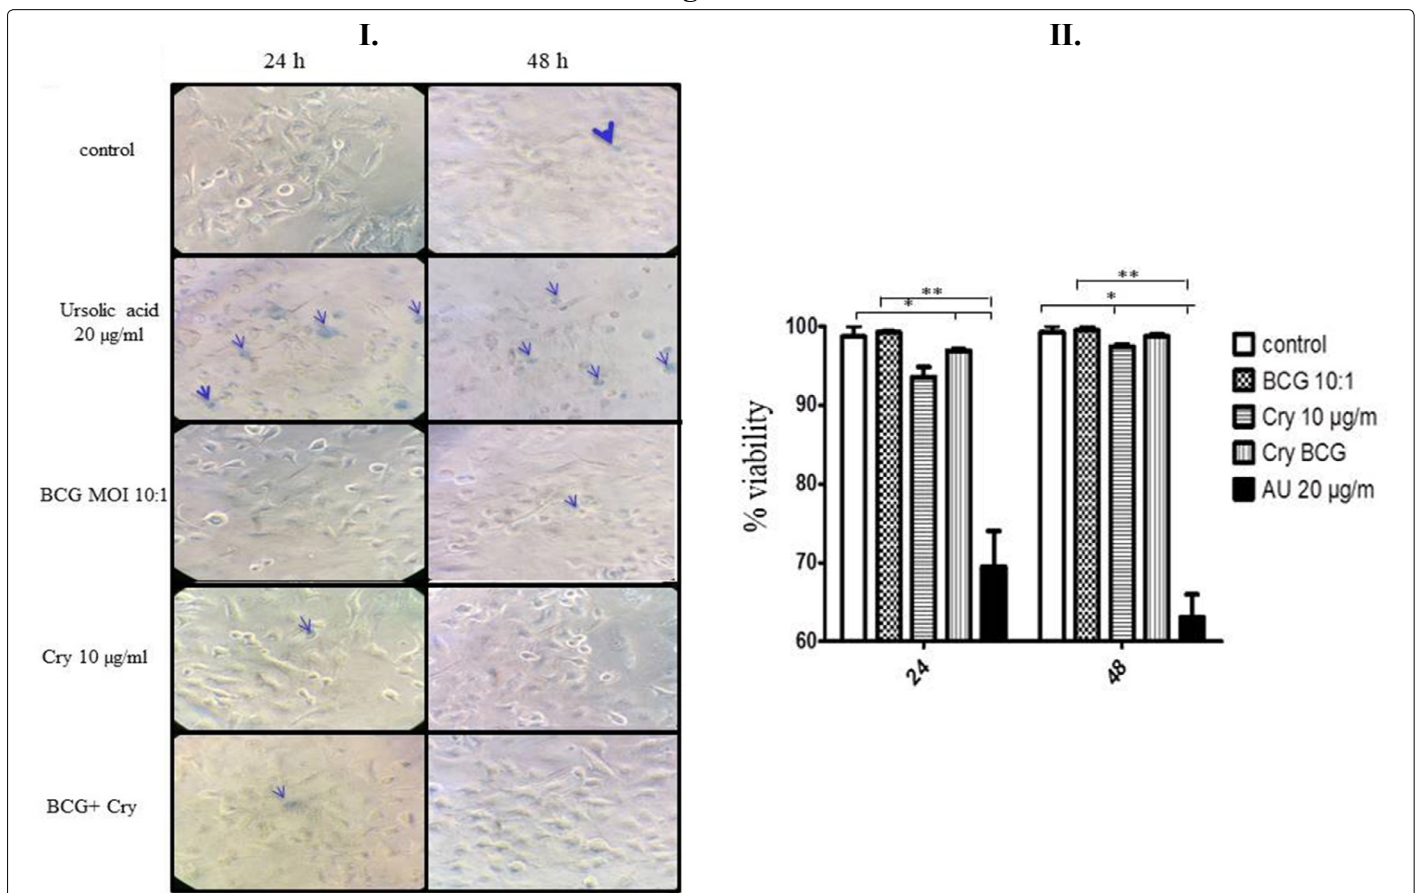 I.
24 h
48 h
control
Ursolic acid
20 µg/ml
BCG MOI 10:1
Cry 10 µg/ml
BCG+ Cry
II.
**
*
**
*
% viability
100
90
80
70
60
24
48
control
BCG 10:1
Cry 10 µg/m
Cry BCG
AU 20 µg/m